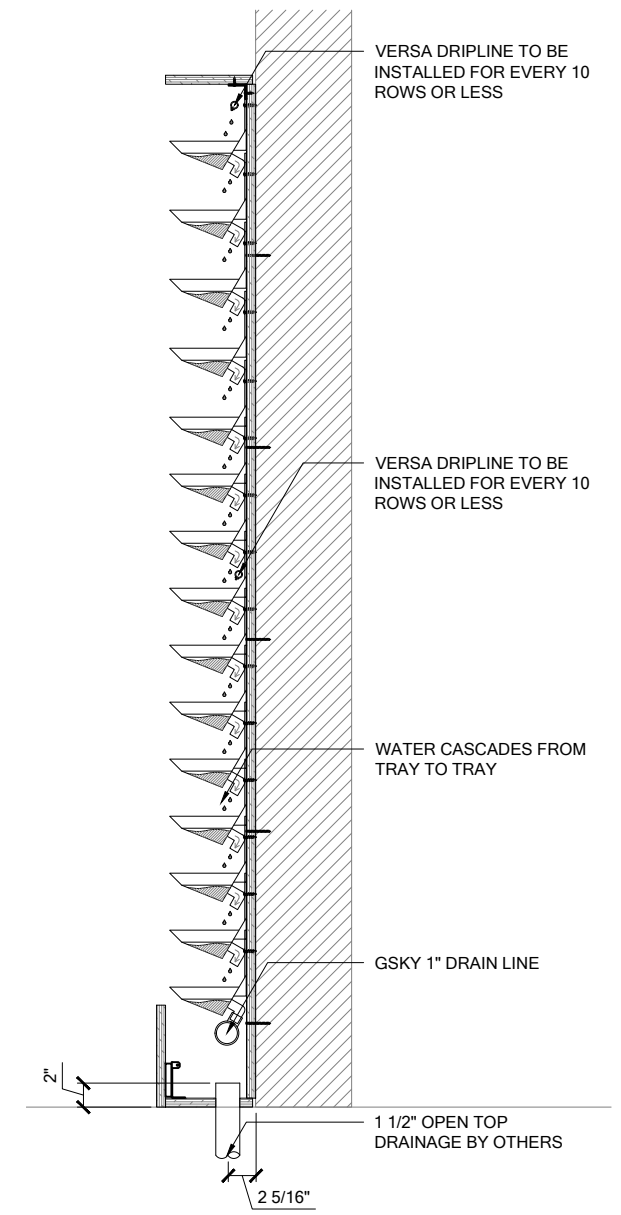 VERSA DRIPLINE TO BE
INSTALLED FOR EVERY 10
ROWS OR LESS
VERSA DRIPLINE TO BE
INSTALLED FOR EVERY 10
ROWS OR LESS
WATER CASCADES FROM
TRAY TO TRAY
GSKY 1" DRAIN LINE
2"
1 1/2" OPEN TOP
DRAINAGE BY OTHERS
2 5/16"